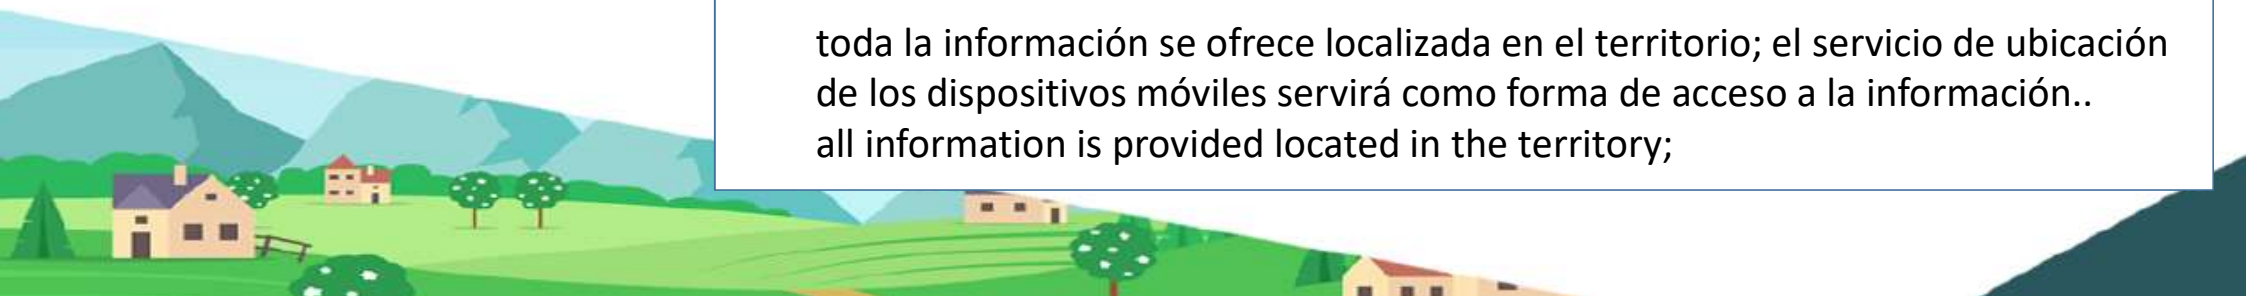 toda la información se ofrece localizada en el territorio; el servicio de ubicación
de los dispositivos móviles servirá como forma de acceso a la información..
all information is provided located in the territory;